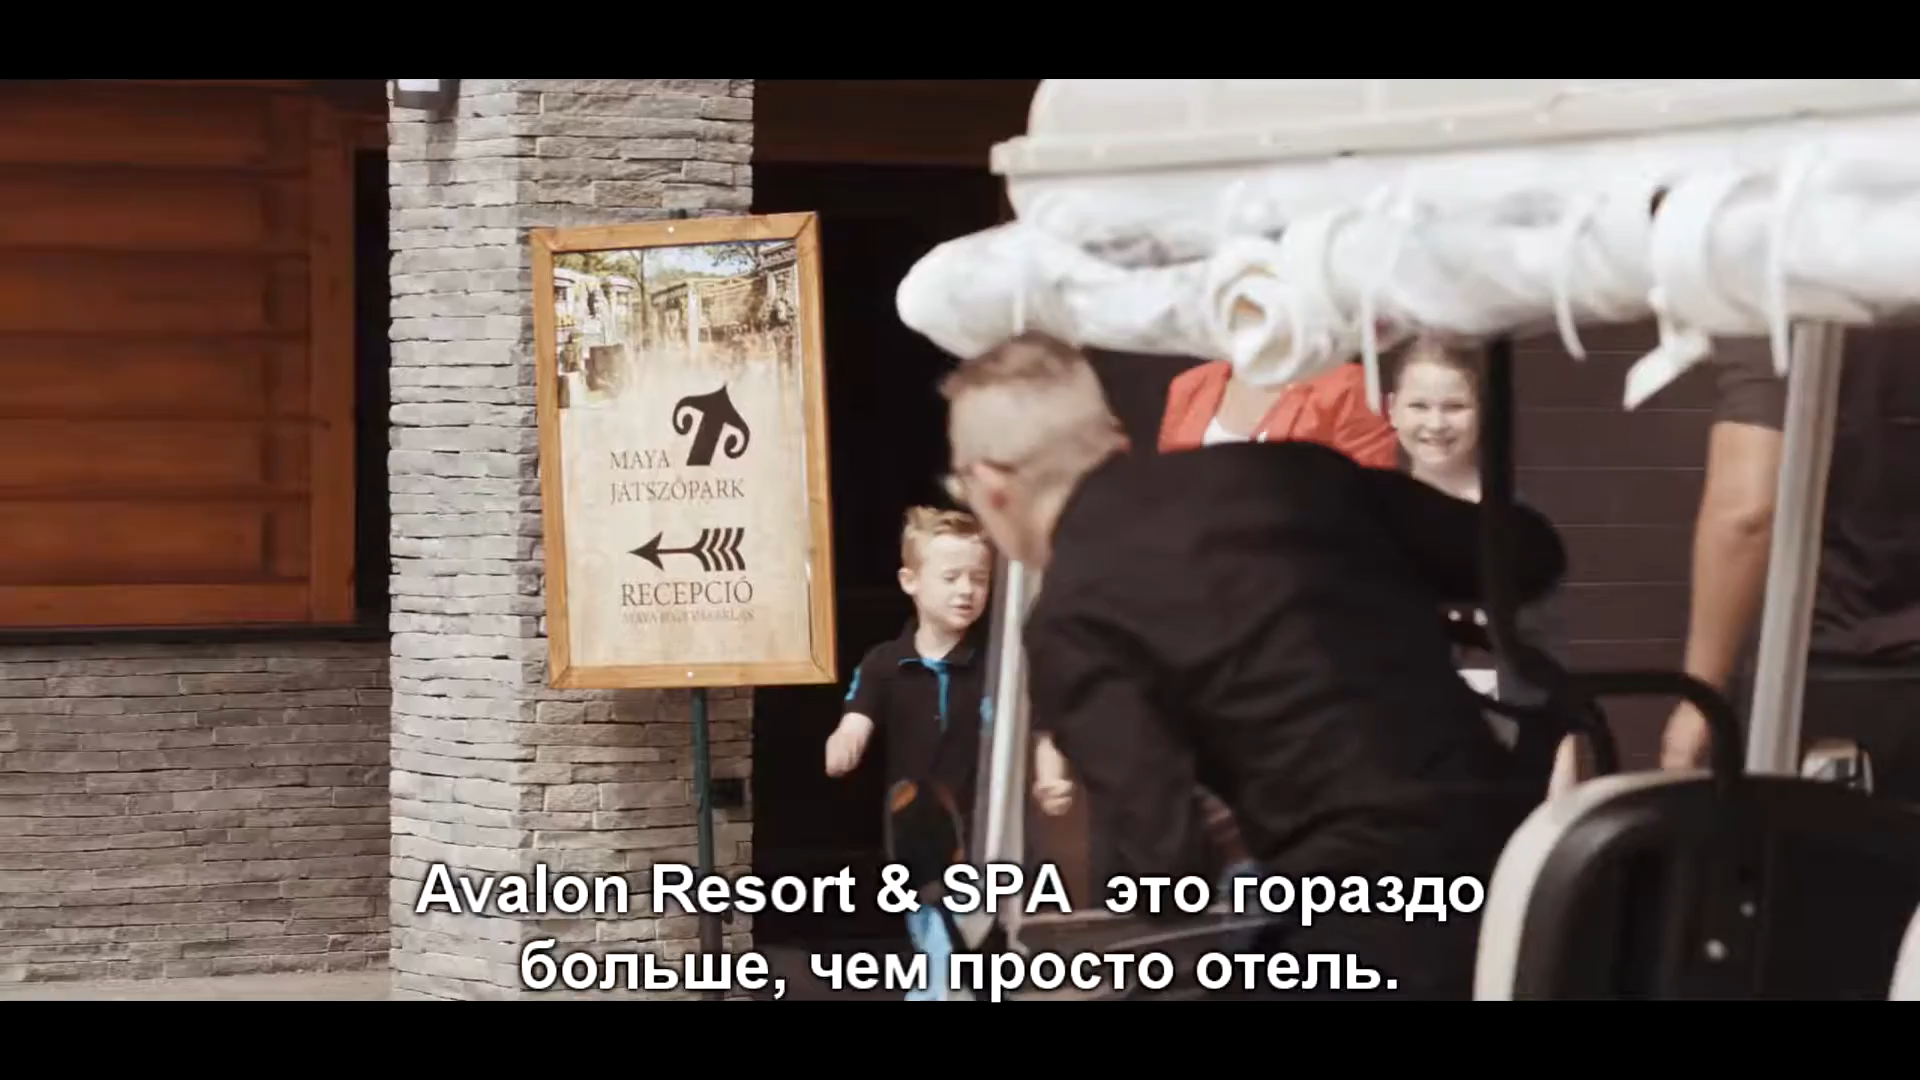 MAYA
JÁTSZÓPARK
RECEPCIÓ
Avalon Resort & SPA это гораздо
больше, чем просто отель.